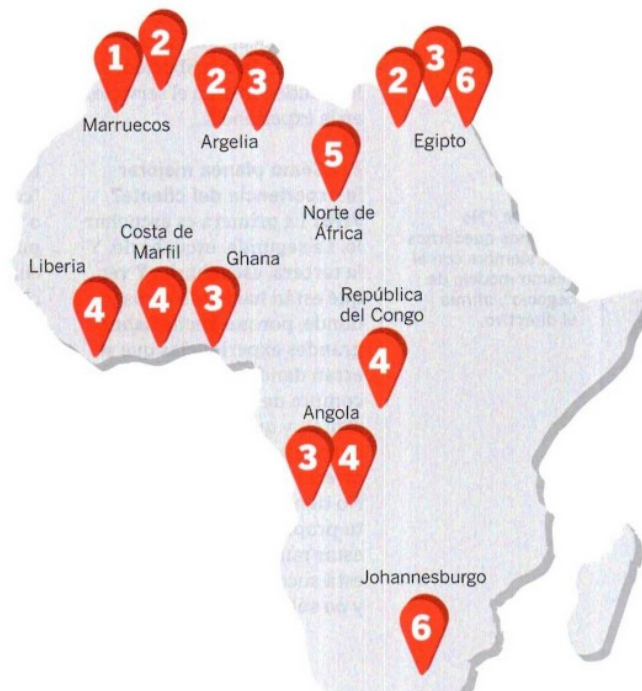 1
2
Marruecos
2
3
Argelia
2
3
6
Egipto
5
Norte de
África
Liberia
4
Costa de
Marfil
4
Ghana
3
República
del Congo
4
Angola
3
4
Johannesburgo
6